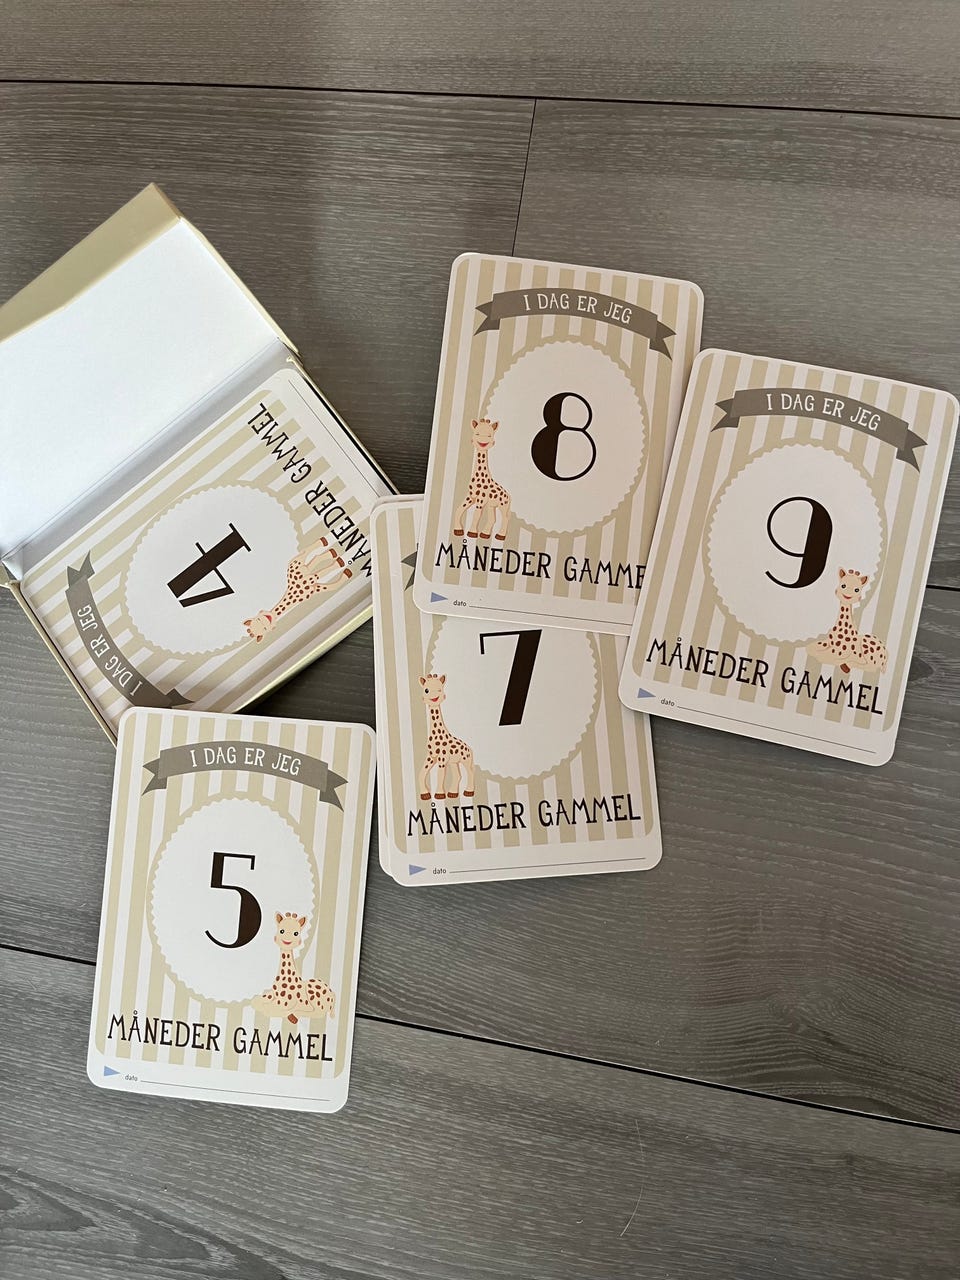 I DAG ER JEG
8
MÅNEDER GAMME
dato
I DAG ER JEG
9
MÅNEDER GAMMEL
dato
I DAG ER JEG
4
MÅNEDER GAMMEL
7
MÅNEDER GAMMEL
dato
I DAG ER JEG
5
MÅNEDER GAMMEL
dato